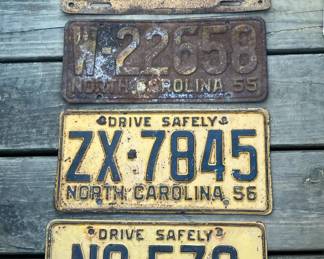 W-22658
NORTH CAROLINA 55
DRIVE SAFELY
ZX·7845
NORTH CAROLINA 56
DRIVE SAFELY